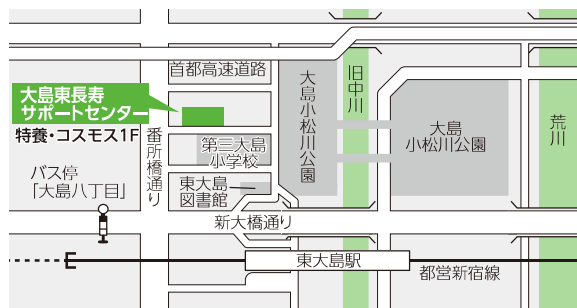 首都高速道路
大島東長寿
サポートセンター
特養・コスモス1F
番所橋通り
バス停
「大島八丁目」
第三大島
小学校
東大島
図書館
新大橋通り
大島小松川公園
旧中川
大島
小松川公園
荒川
東大島駅
都営新宿線